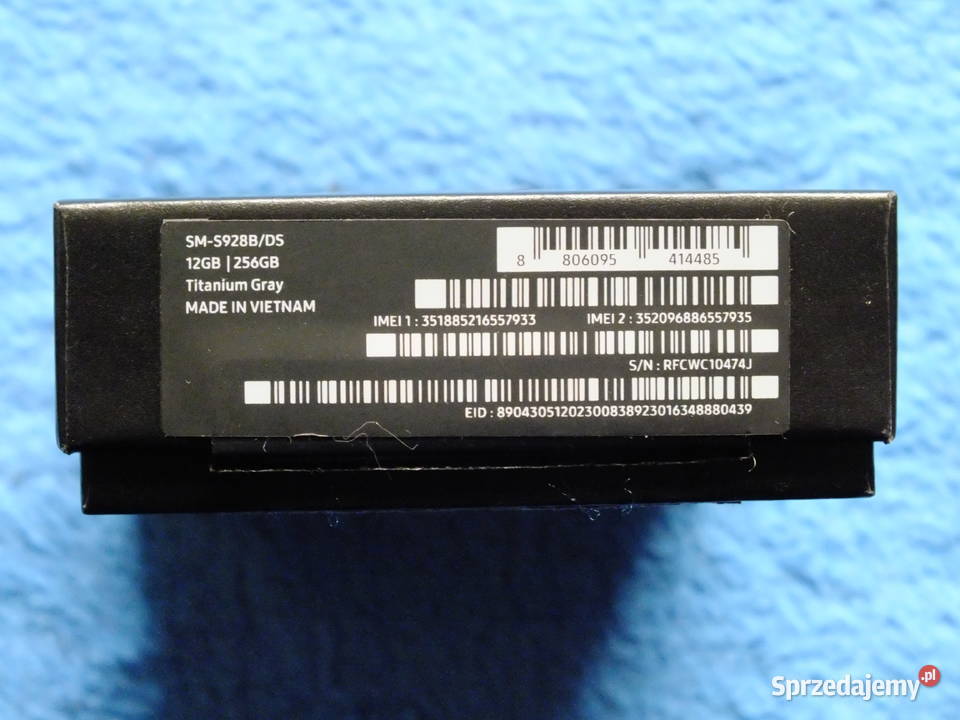 SM-S928B/DS
12GB | 256GB
Titanium Gray
MADE IN VIETNAM
8 806095 414485
IMEI 1 : 351885216557933 IMEI 2 : 352096886557935
S/N : RFCWC10474J
EID : 89043051202300838923016348880439
Sprzedajemy.pl